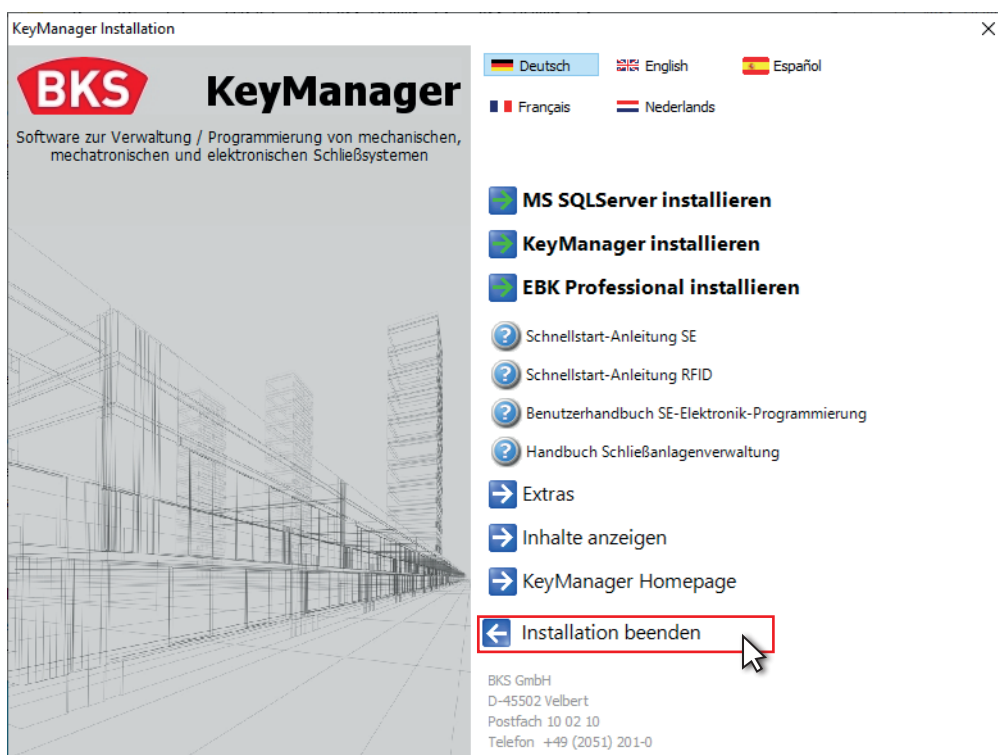 KeyManager Installation
BKS
KeyManager
Software zur Verwaltung / Programmierung von mechanischen,
mechatronischen und elektronischen Schließsystemen
Deutsch
English
Español
Français
Nederlands
MS SQLServer installieren
KeyManager installieren
EBK Professional installieren
Schnellstart-Anleitung SE
Schnellstart-Anleitung RFID
Benutzerhandbuch SE-Elektronik-Programmierung
Handbuch Schließanlagenverwaltung
Extras
Inhalte anzeigen
KeyManager Homepage
Installation beenden
BKS GmbH
D-45502 Velbert
Postfach 10 02 10
Telefon +49 (2051) 201-0